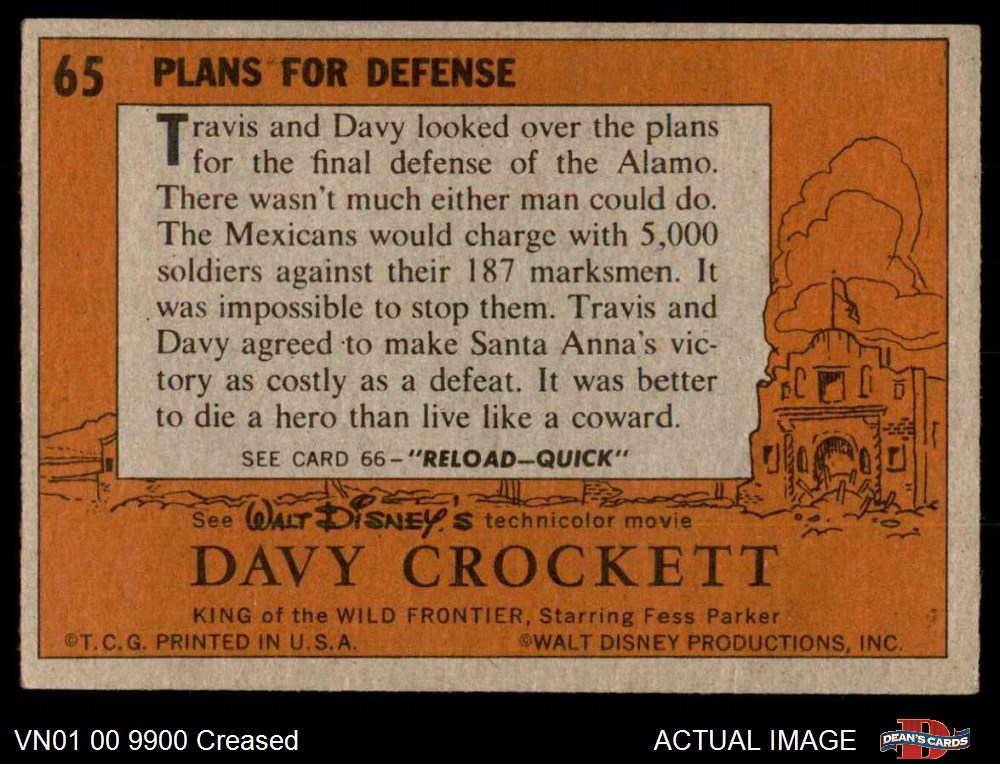 65 PLANS FOR DEFENSE
Travis and Davy looked over the plans
for the final defense of the Alamo.
There wasn't much either man could do.
The Mexicans would charge with 5,000
soldiers against their 187 marksmen. It
was impossible to stop them. Travis and
Davy agreed to make Santa Anna's vic-
tory as costly as a defeat. It was better
to die a hero than live like a coward.
SEE CARD 66-"RELOAD-QUICK"
See WALT DISNEY'S technicolor movie
DAVY CROCKETT
KING of the WILD FRONTIER, Starring Fess Parker
©T.C.G. PRINTED IN U.S.A. ©WALT DISNEY PRODUCTIONS, INC.
VN01 00 9900 Creased ACTUAL IMAGE D DEAN'S CARDS